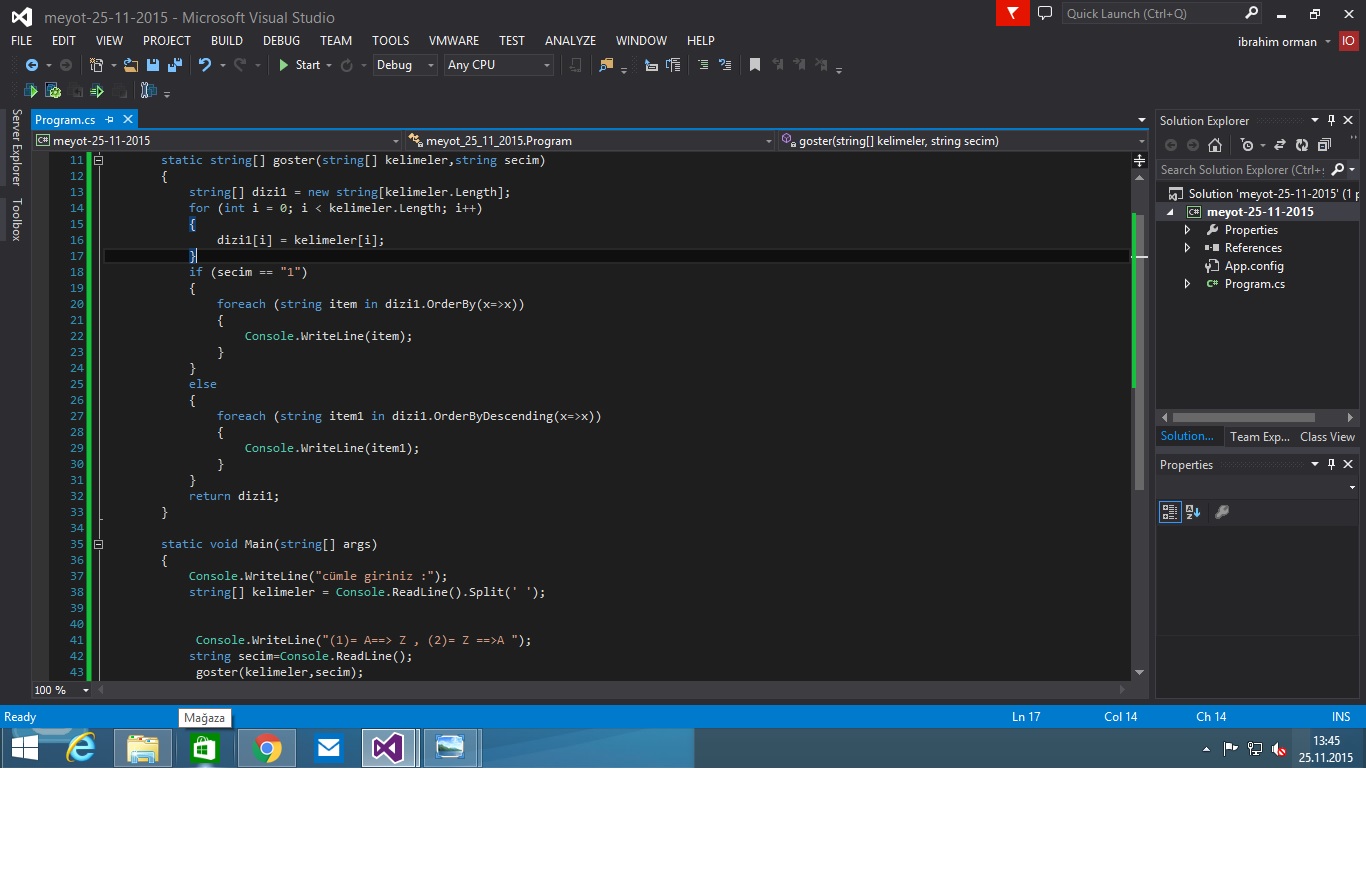 meyot-25-11-2015 - Microsoft Visual Studio
Quick Launch (Ctrl+Q)
FILE EDIT VIEW PROJECT BUILD DEBUG TEAM TOOLS VMWARE TEST ANALYZE WINDOW HELP
ibrahim orman IO
Start Debug Any CPU
Server Explorer
Toolbox
Program.cs
C# meyot-25-11-2015
meyot_25_11_2015.Program
goster(string[] kelimeler, string secim)
11 static string[] goster(string[] kelimeler,string secim)
12 {
13 string[] dizi1 = new string[kelimeler.Length];
14 for (int i = 0; i < kelimeler.Length; i++)
15 {
16 dizi1[i] = kelimeler[i];
17 }
18 if (secim == "1")
19 {
20 foreach (string item in dizi1.OrderBy(x=>x))
21 {
22 Console.WriteLine(item);
23 }
24 }
25 else
26 {
27 foreach (string item1 in dizi1.OrderByDescending(x=>x))
28 {
29 Console.WriteLine(item1);
30 }
31 }
32 return dizi1;
33 }
34
35 static void Main(string[] args)
36 {
37 Console.WriteLine("cümle giriniz :");
38 string[] kelimeler = Console.ReadLine().Split(' ');
39
40
41 Console.WriteLine("(1)= A==> Z , (2)= Z ==>A ");
42 string secim=Console.ReadLine();
43 goster(kelimeler,secim);
100 %
Solution Explorer
Search Solution Explorer (Ctrl+;
Solution 'meyot-25-11-2015' (1 p
C# meyot-25-11-2015
Properties
References
App.config
C# Program.cs
Solution... Team Exp... Class View
Properties
Ready Ln 17 Col 14 Ch 14 INS
Mağaza
13:45
25.11.2015